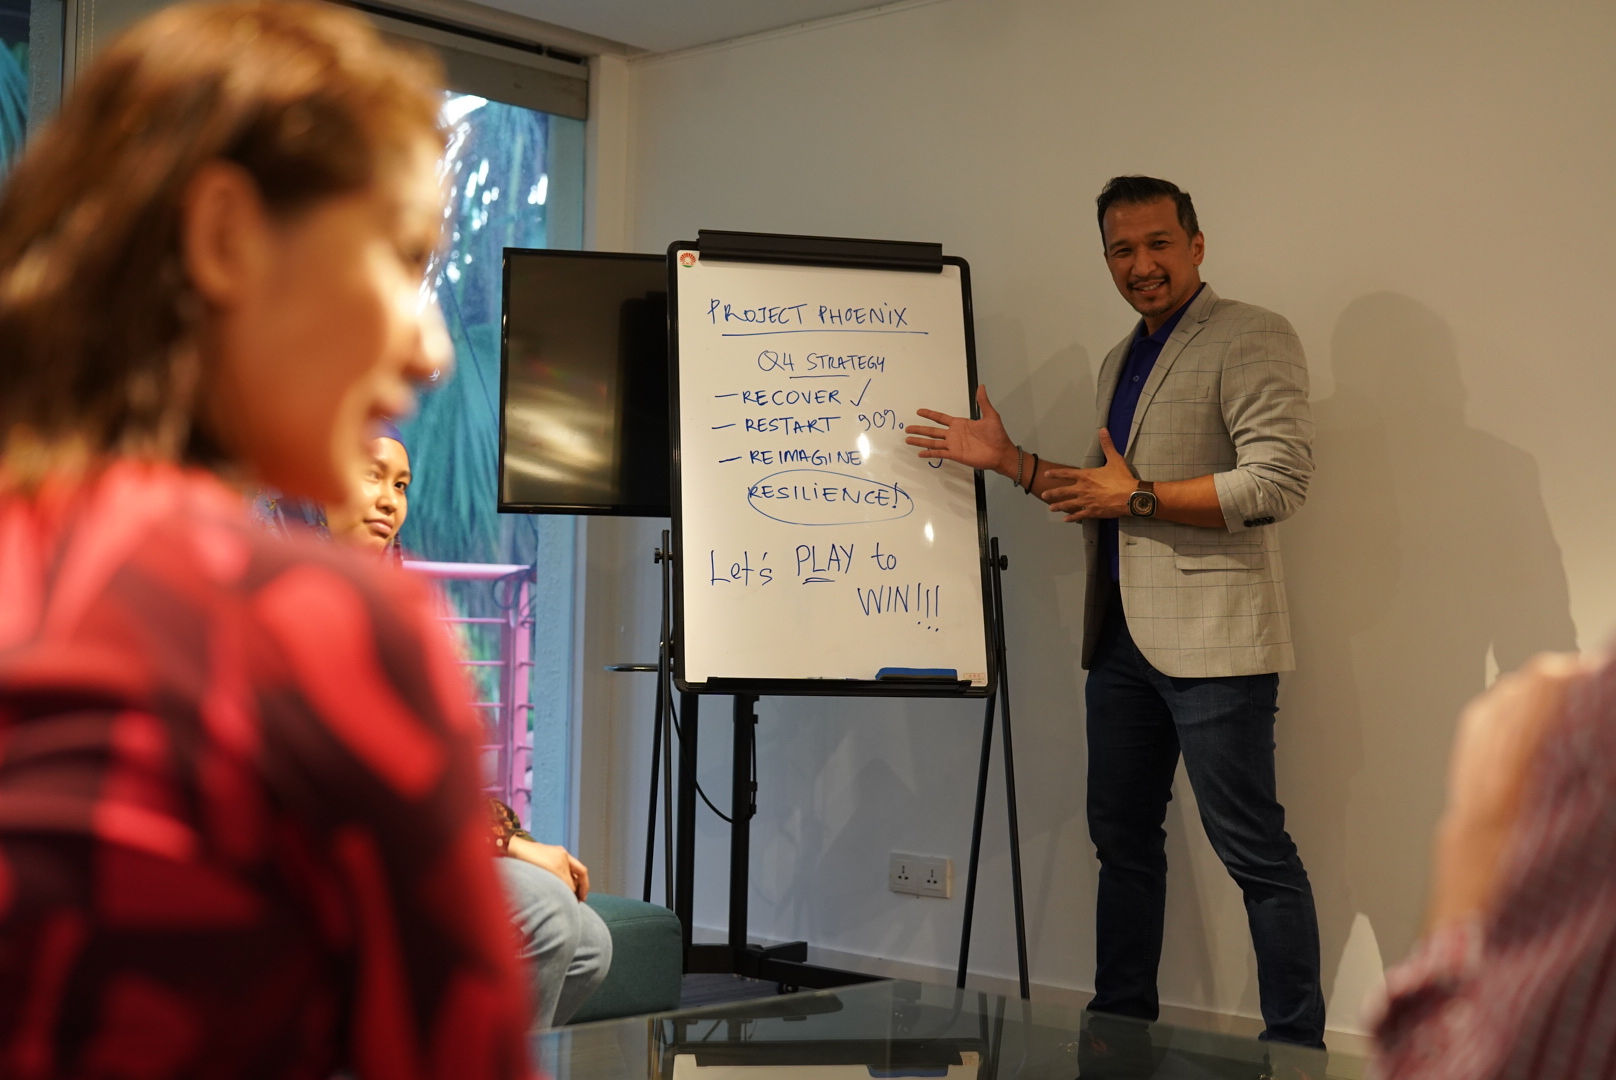 PROJECT PHOENIX
Q4 STRATEGY
— RECOVER ✓
— RESTART 90%
— REIMAGINE
RESILIENCE!
Let's PLAY to
WIN!!!